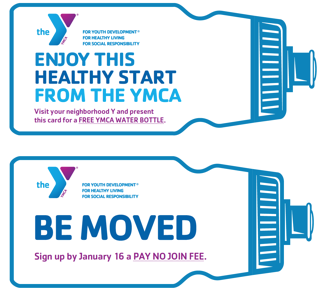 the Y
YMCA
FOR YOUTH DEVELOPMENT®
FOR HEALTHY LIVING
FOR SOCIAL RESPONSIBILITY
ENJOY THIS
HEALTHY START
FROM THE YMCA
Visit your neighborhood Y and present
this card for a FREE YMCA WATER BOTTLE.
the Y
YMCA
FOR YOUTH DEVELOPMENT®
FOR HEALTHY LIVING
FOR SOCIAL RESPONSIBILITY
BE MOVED
Sign up by January 16 a PAY NO JOIN FEE.